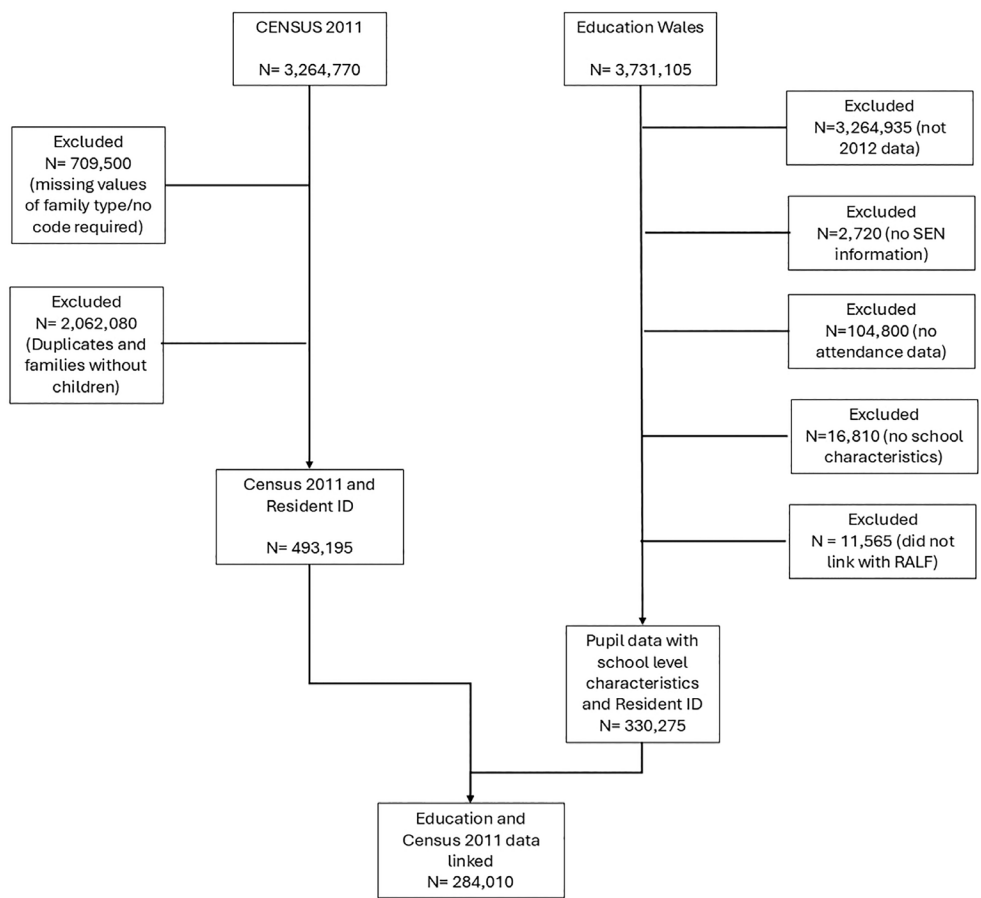 CENSUS 2011
N= 3,264,770
Education Wales
N= 3,731,105
Excluded
N= 709,500
(missing values
of family type/no
code required)
Excluded
N= 2,062,080
(Duplicates and
families without
children)
Excluded
N=3,264,935 (not
2012 data)
Excluded
N=2,720 (no SEN
information)
Excluded
N=104,800 (no
attendance data)
Excluded
N=16,810 (no school
characteristics)
Excluded
N = 11,565 (did not
link with RALF)
Census 2011 and
Resident ID
N= 493,195
Pupil data with
school level
characteristics
and Resident ID
N= 330,275
Education and
Census 2011 data
linked
N= 284,010